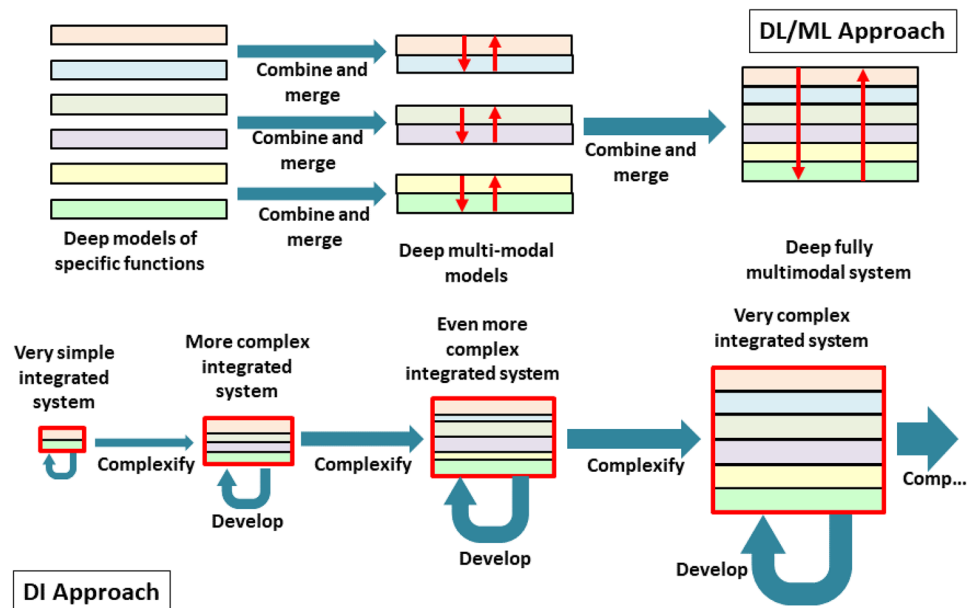 DL/ML Approach
Combine and
merge
Combine and
merge
Combine and
merge
Combine and
merge
Deep models of
specific functions
Deep multi-modal
models
Deep fully
multimodal system
Very simple
integrated
system
More complex
integrated
system
Even more
complex
integrated system
Very complex
integrated system
Complexify
Complexify
Complexify
Comp...
Develop
Develop
Develop
DI Approach